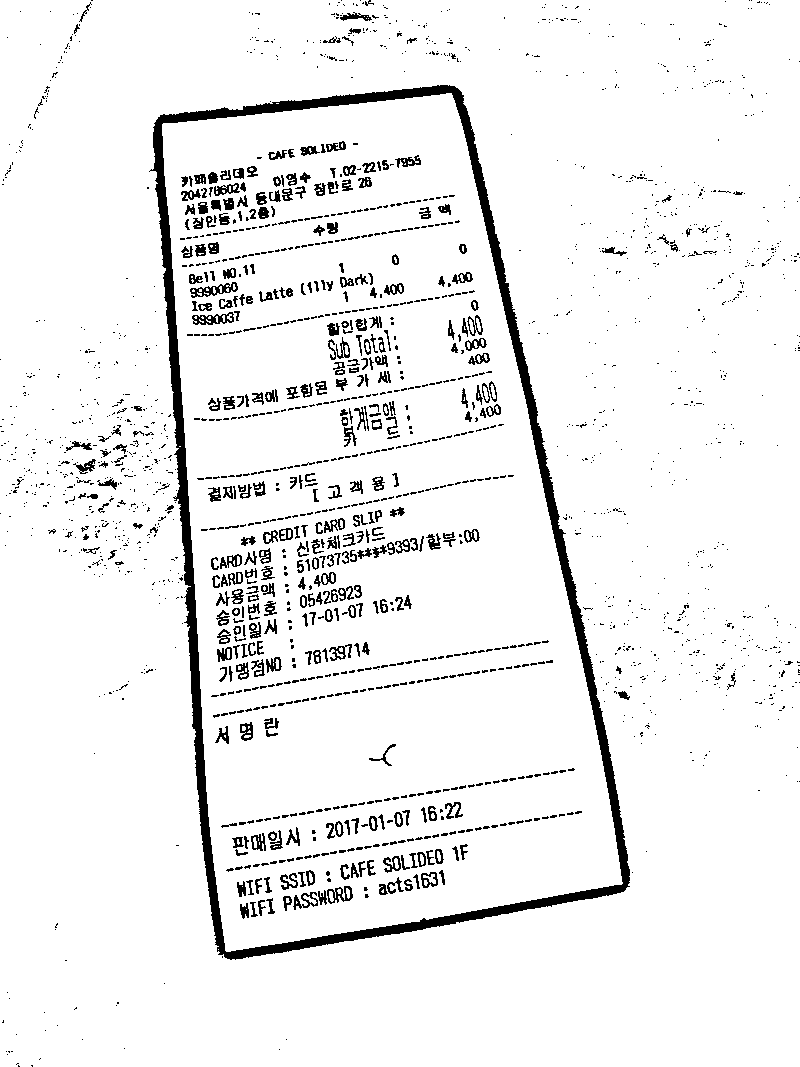 - CAFE SOLIDEO -
카페솔리데오
2042786024 이영수 T.02-2215-7955
서울특별시 동대문구 장한로 26
(장안동,1,2층)
상품명 수량 금 액
Bell NO.11 1 0 0
9990060
Ice Caffe Latte (illy Dark)
9990037 1 4,400 4,400
할인합계 : 0
Sub Total: 4,400
공급가액 : 4,000
상품가격에 포함된 부 가 세 : 400
합계금액 : 4,400
카 드 : 4,400
결제방법 : 카드
[ 고 객 용 ]
** CREDIT CARD SLIP **
CARD사명 : 신한체크카드
CARD번호 : 51073735****9393/할부:00
사용금액 : 4,400
승인번호 : 05426923
승인일시 : 17-01-07 16:24
NOTICE :
가맹점NO : 78139714
서 명 란
판매일시 : 2017-01-07 16:22
WIFI SSID : CAFE SOLIDEO 1F
WIFI PASSWORD : acts1631